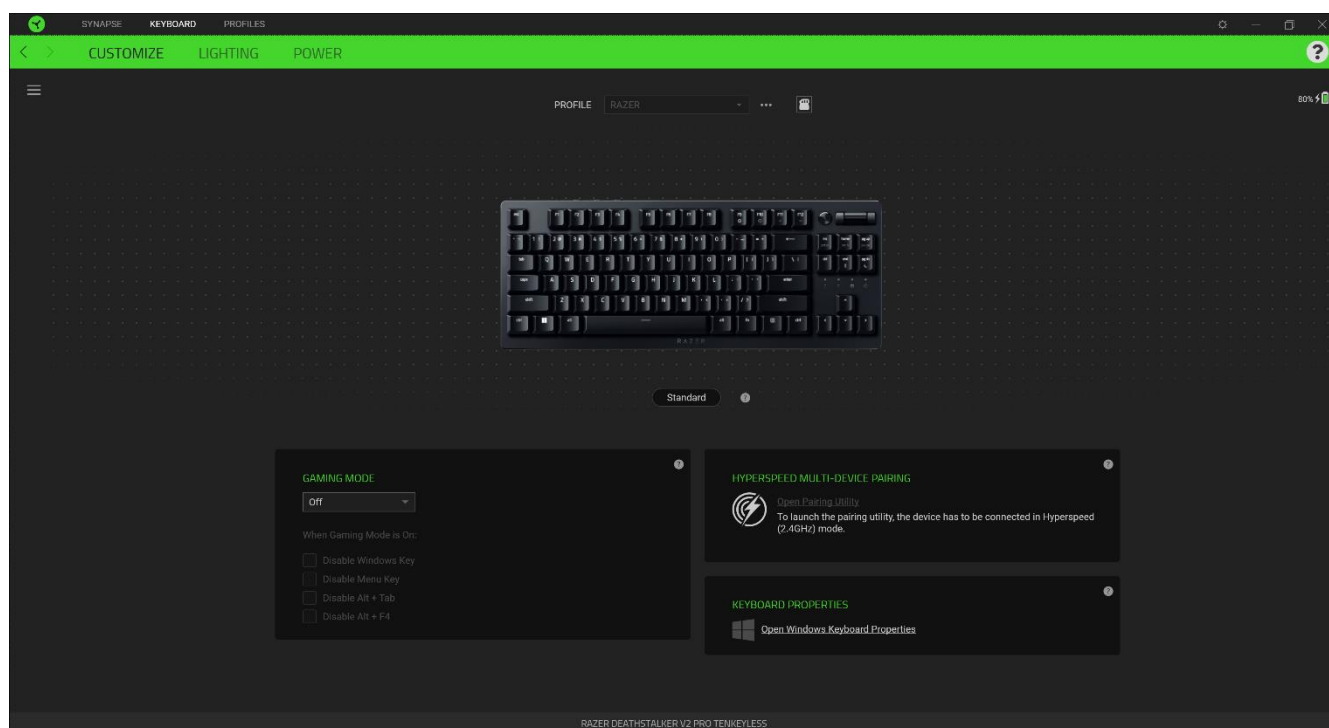 SYNAPSE KEYBOARD PROFILES
CUSTOMIZE LIGHTING POWER
?
PROFILE RAZER
80%
RAZER
Standard ?
GAMING MODE ?
Off
When Gaming Mode is On:
Disable Windows Key
Disable Menu Key
Disable Alt + Tab
Disable Alt + F4
HYPERSPEED MULTI-DEVICE PAIRING ?
Open Pairing Utility
To launch the pairing utility, the device has to be connected in Hyperspeed
(2.4GHz) mode.
KEYBOARD PROPERTIES ?
Open Windows Keyboard Properties
RAZER DEATHSTALKER V2 PRO TENKEYLESS